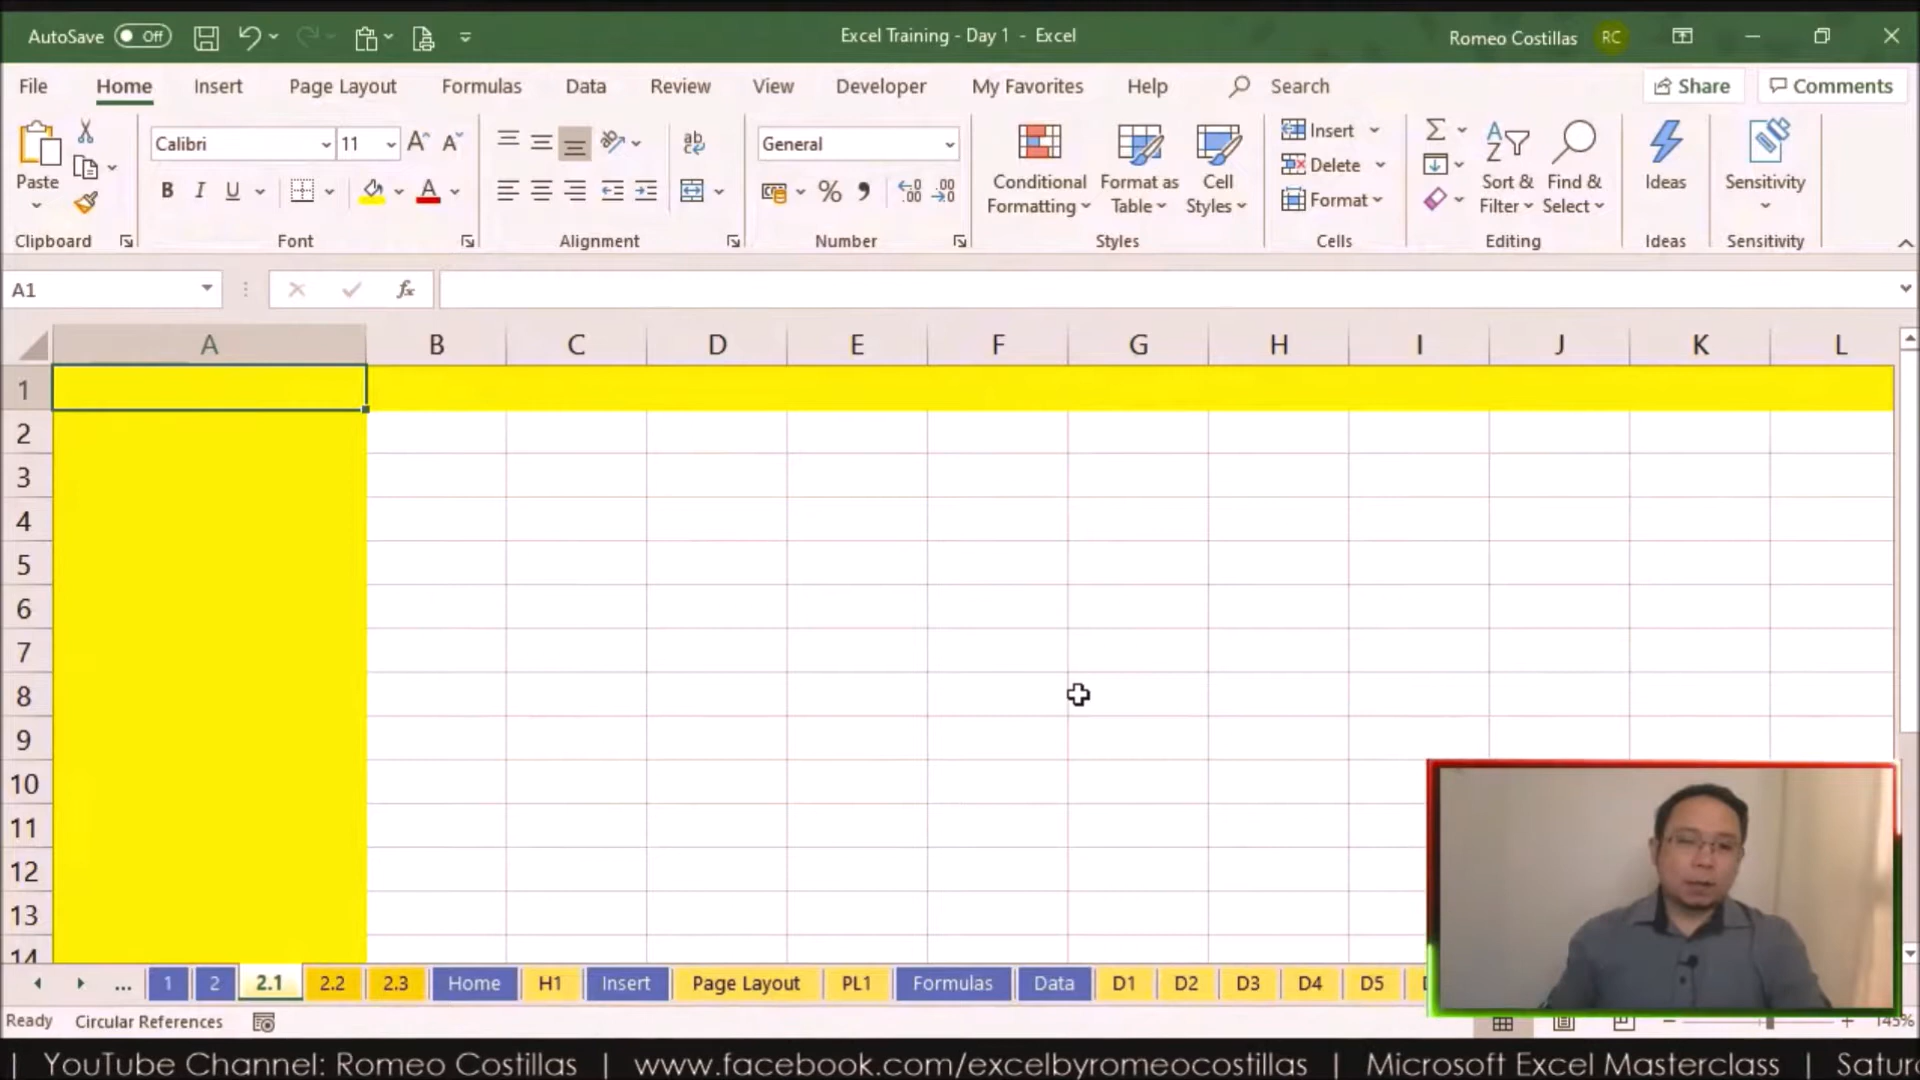 AutoSave Off Excel Training - Day 1 - Excel Romeo Costillas RC
File Home Insert Page Layout Formulas Data Review View Developer My Favorites Help Search Share Comments
Calibri 11 General
Paste
B I U A % Conditional Formatting Format as Table Cell Styles
Insert
Delete
Format
Sort & Filter Find & Select Ideas Sensitivity
Clipboard Font Alignment Number Styles Cells Editing Ideas Sensitivity
A1 fx
A B C D E F G H I J K L
1
2
3
4
5
6
7
8
9
10
11
12
13
14
... 1 2 2.1 2.2 2.3 Home H1 Insert Page Layout PL1 Formulas Data D1 D2 D3 D4 D5
Ready Circular References 145%
| YouTube Channel: Romeo Costillas | www.facebook.com/excelbyromeocostillas | Microsoft Excel Masterclass | Satur